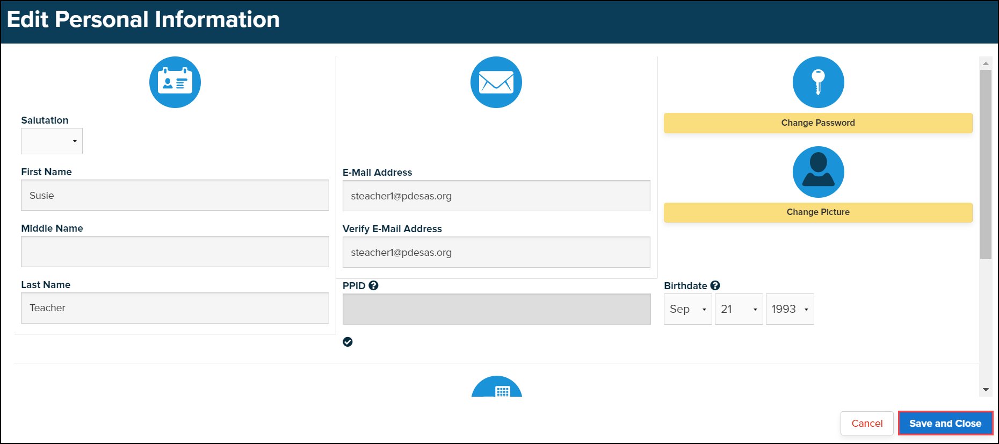 Edit Personal Information
Salutation
First Name
Susie
Middle Name
Last Name
Teacher
E-Mail Address
steacher1@pdesas.org
Verify E-Mail Address
steacher1@pdesas.org
PPID ?
Change Password
Change Picture
Birthdate ?
Sep 21 1993
Cancel Save and Close